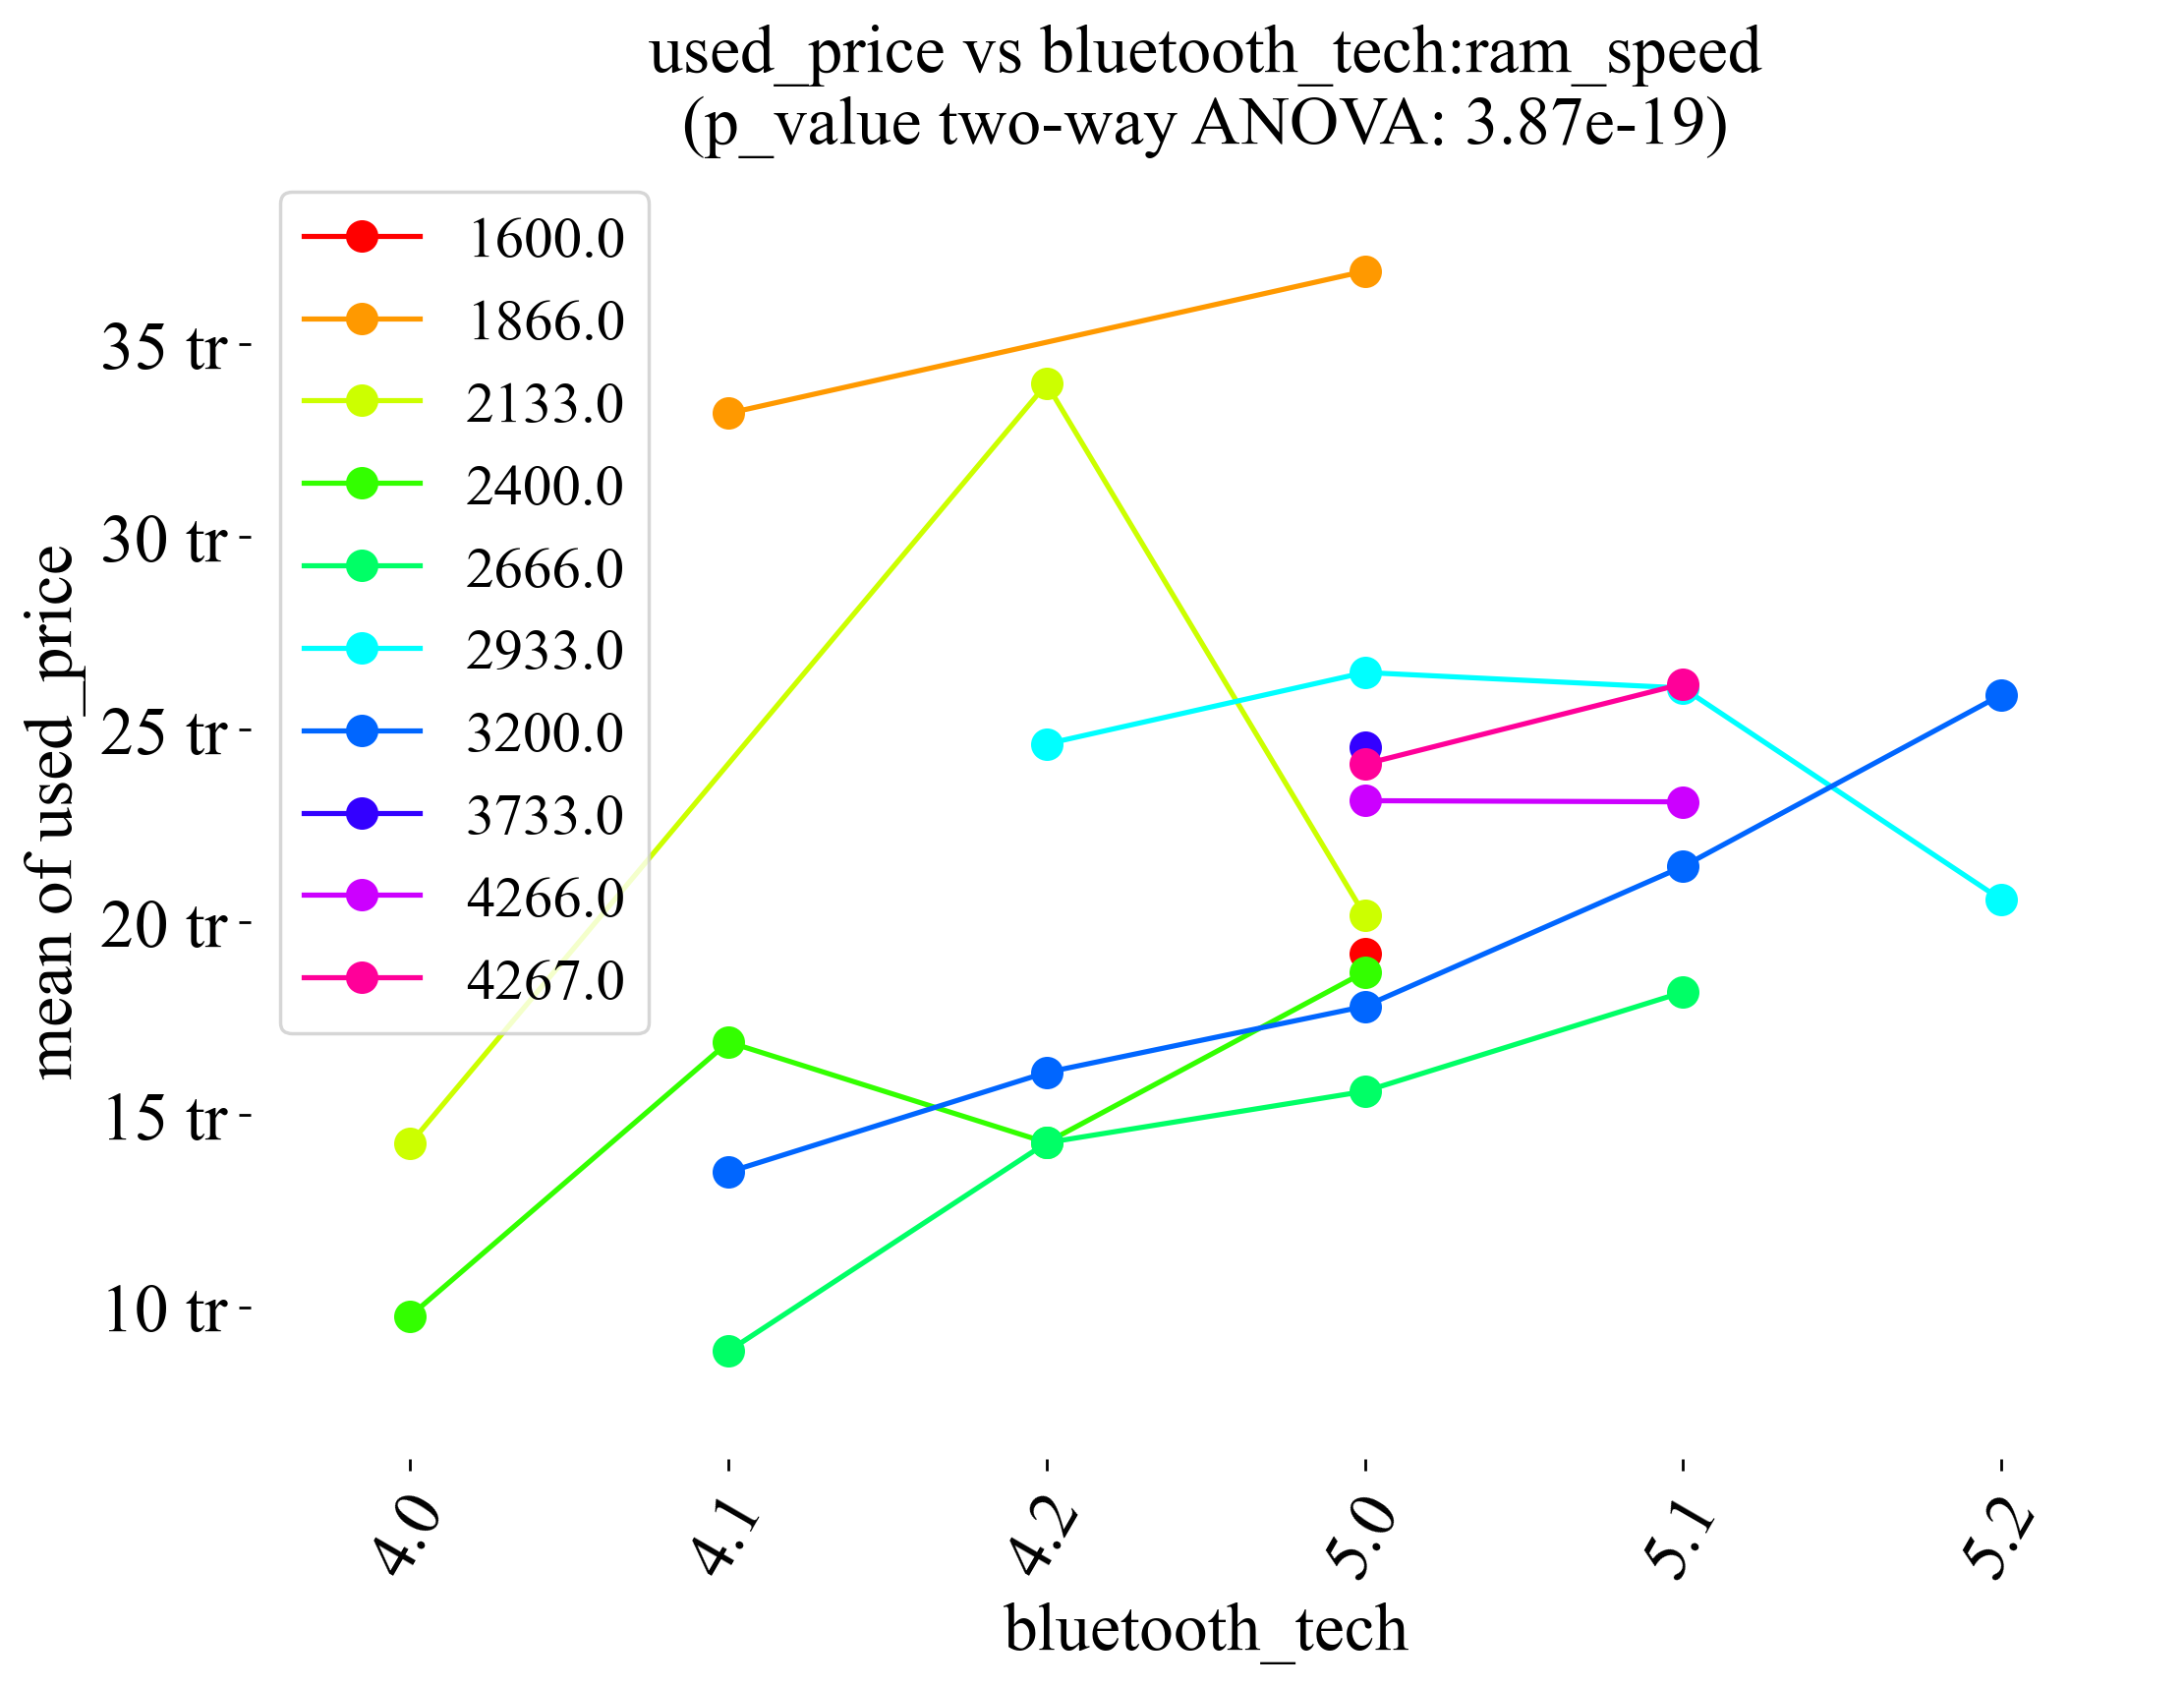 used_price vs bluetooth_tech:ram_speed
(p_value two-way ANOVA: 3.87e-19)
1600.0
1866.0
2133.0
2400.0
2666.0
2933.0
3200.0
3733.0
4266.0
4267.0
mean of used_price
35 tr
30 tr
25 tr
20 tr
15 tr
10 tr
4.0
4.1
4.2
5.0
5.1
5.2
bluetooth_tech